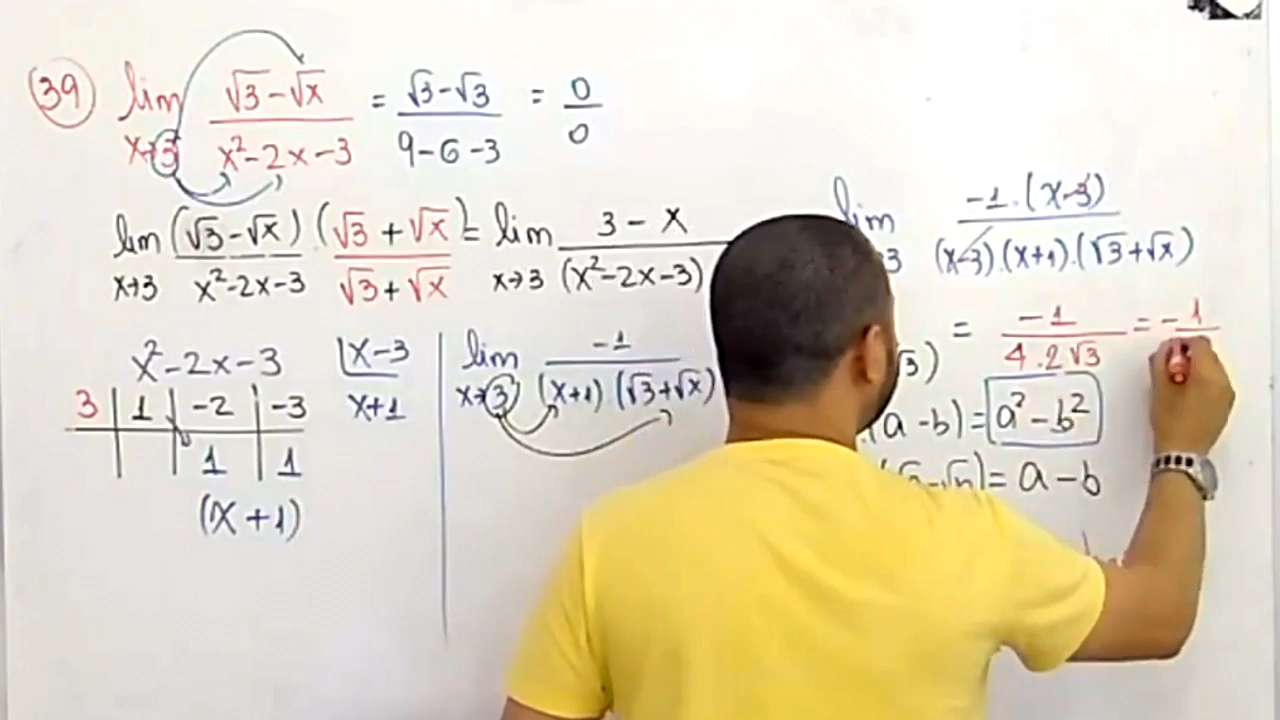 39 lim x→3 √3-√x / x²-2x-3 = √3-√3 / 9-6-3 = 0/0
lim x→3 (√3-√x) / x²-2x-3 . (√3+√x) / √3+√x = lim x→3 3-x / (x²-2x-3)
x²-2x-3 |x-3
x+1
3 | 1 | -2 | -3
1 | 1
(x+1)
lim x→3 -1 / (x+1)(√3+√x)
lim 3 -1.(x-3) / (x-3).(x+1).(√3+√x)
= -1 / 4.2√3 = -1
√3)
.(a-b)= a²-b²
)= a-b